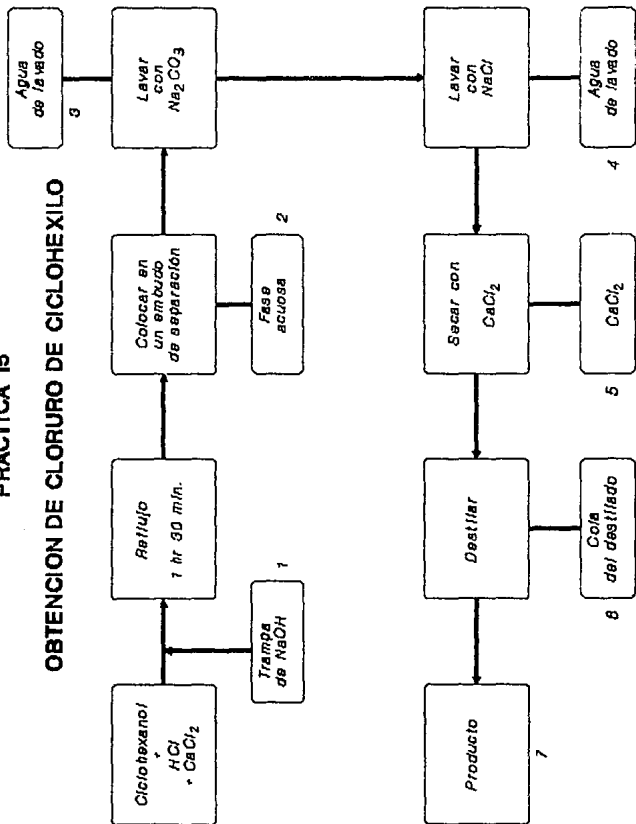 PRACTICA 15
OBTENCION DE CLORURO DE CICLOHEXILO
Ciclohexanol
+
HCl
+ CaCl₂
Trampa
de NaOH
1
Reflujo
1 hr 30 min.
Colocar en
un embudo
de separación
Fase
acuosa
2
Agua
de lavado
3
Lavar
con
Na₂CO₃
Lavar
con
NaCl
Agua
de lavado
4
Secar con
CaCl₂
CaCl₂
5
Destilar
Cola
del destilado
6
Producto
7